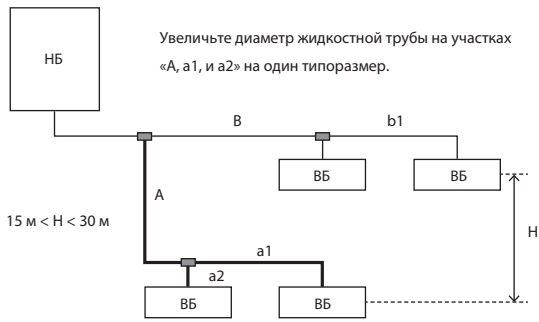 НБ
Увеличьте диаметр жидкостной трубы на участках
«A, a1, и a2» на один типоразмер.
B
b1
ВБ
ВБ
A
15 м < H < 30 м
H
a1
a2
ВБ
ВБ